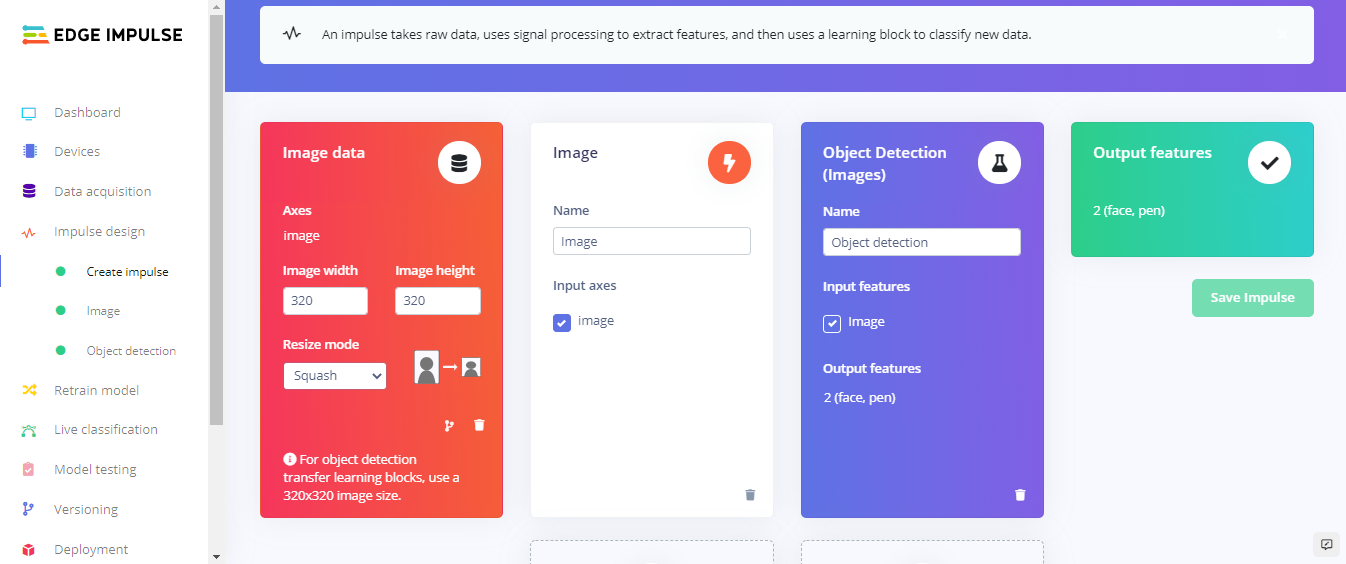 EDGE IMPULSE
Dashboard
Devices
Data acquisition
Impulse design
Create impulse
Image
Object detection
Retrain model
Live classification
Model testing
Versioning
Deployment
An impulse takes raw data, uses signal processing to extract features, and then uses a learning block to classify new data.
Image data
Axes
image
Image width
Image height
320
320
Resize mode
Squash
For object detection
transfer learning blocks, use a
320x320 image size.
Image
Name
Image
Input axes
image
Object Detection
(Images)
Name
Object detection
Input features
Image
Output features
2 (face, pen)
Output features
2 (face, pen)
Save Impulse